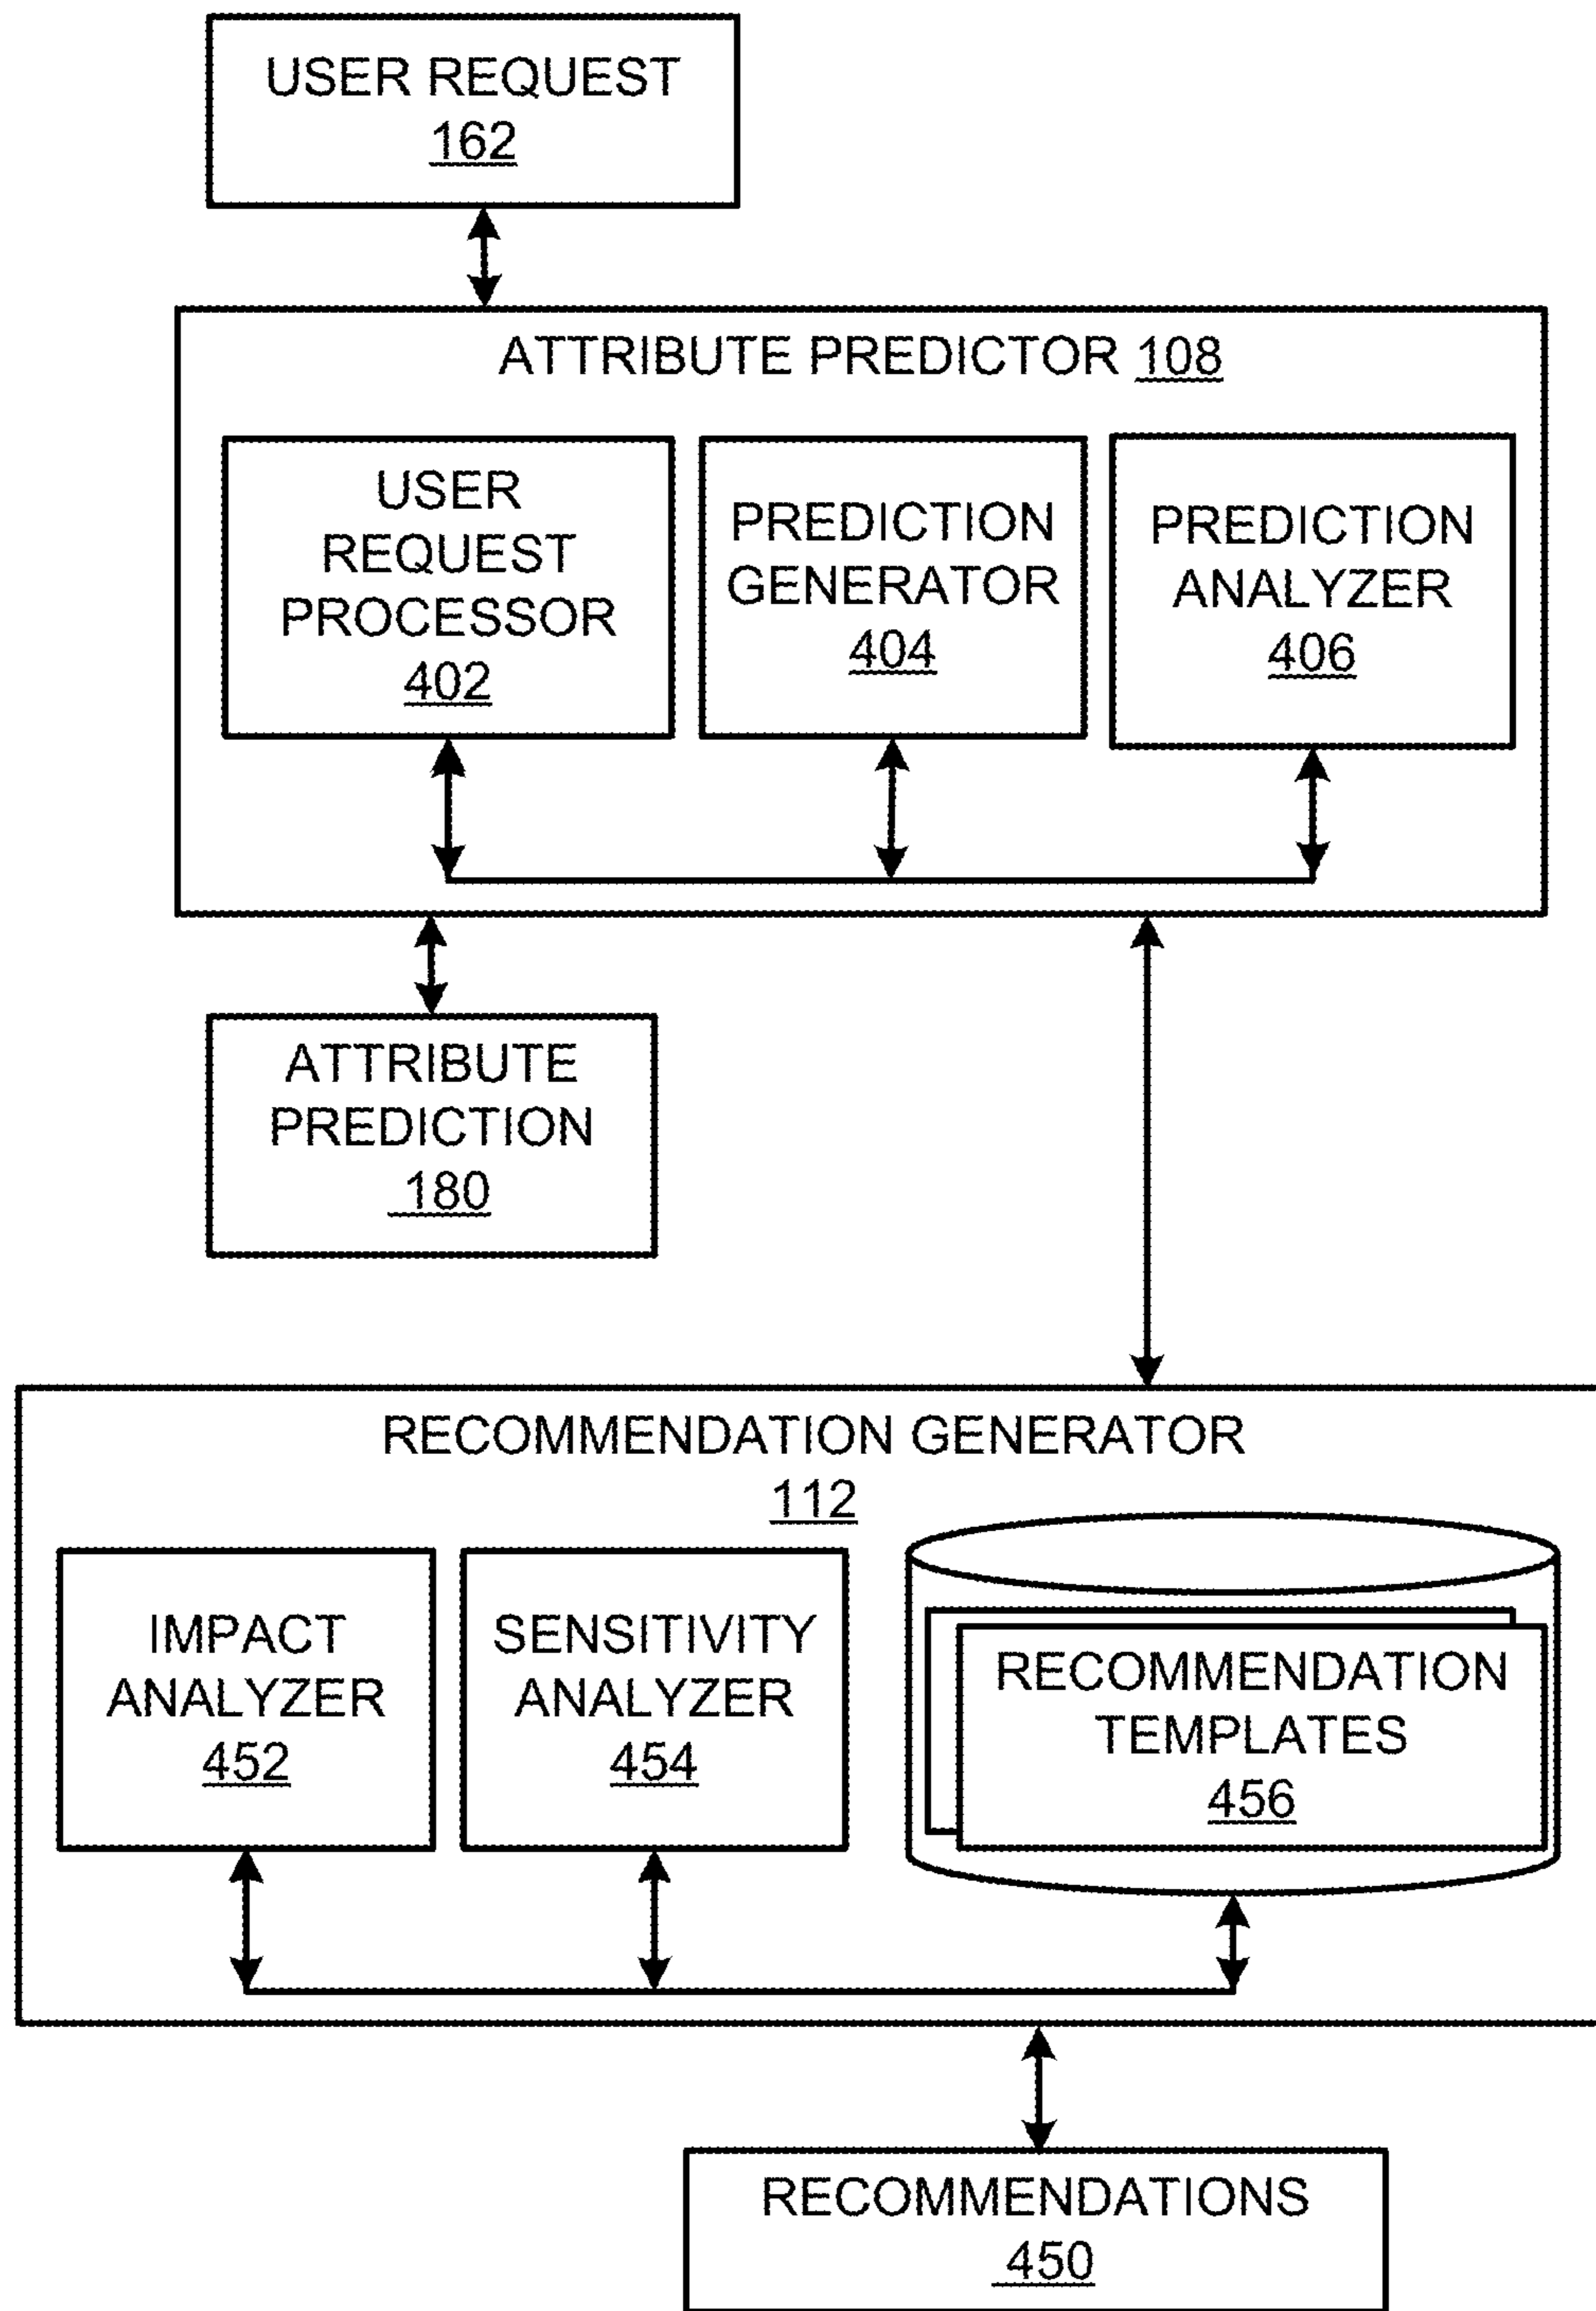 USER REQUEST
162
ATTRIBUTE PREDICTOR 108
USER
REQUEST
PROCESSOR
402
PREDICTION
GENERATOR
404
PREDICTION
ANALYZER
406
ATTRIBUTE
PREDICTION
180
RECOMMENDATION GENERATOR
112
IMPACT
ANALYZER
452
SENSITIVITY
ANALYZER
454
RECOMMENDATION
TEMPLATES
456
RECOMMENDATIONS
450